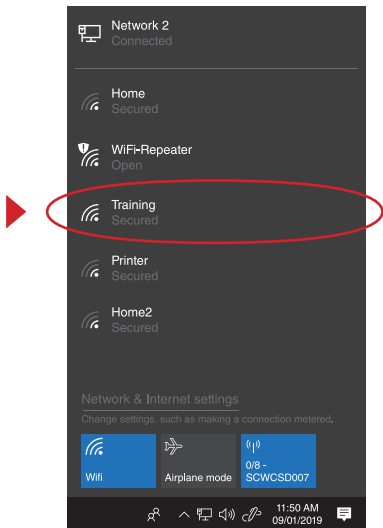 Network 2
Connected
Home
Secured
WiFi-Repeater
Open
Training
Secured
Printer
Secured
Home2
Secured
Network & Internet settings
Change settings, such as making a connection metered.
Wifi
Airplane mode
0/8 -
SCWCSD007
11:50 AM
09/01/2019